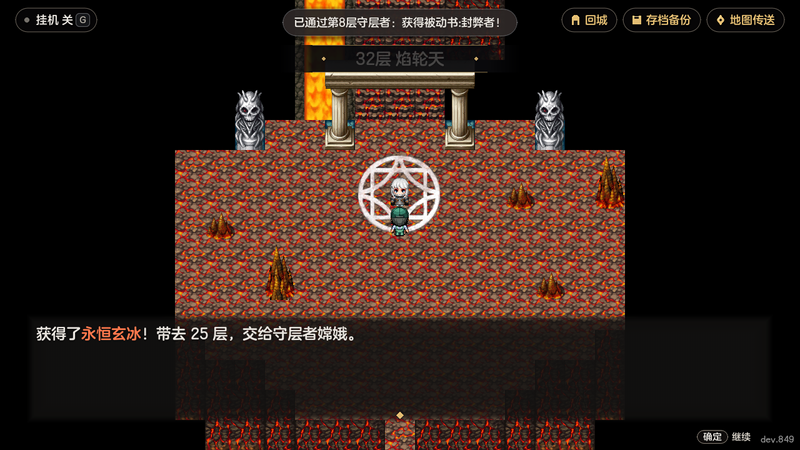 挂机 关 G
已通过第8层守层者：获得被动书:封弊者！
回城
存档备份
地图传送
32层 焰轮天
获得了永恒玄冰！带去 25 层，交给守层者嫦娥。
确定 继续
dev.849